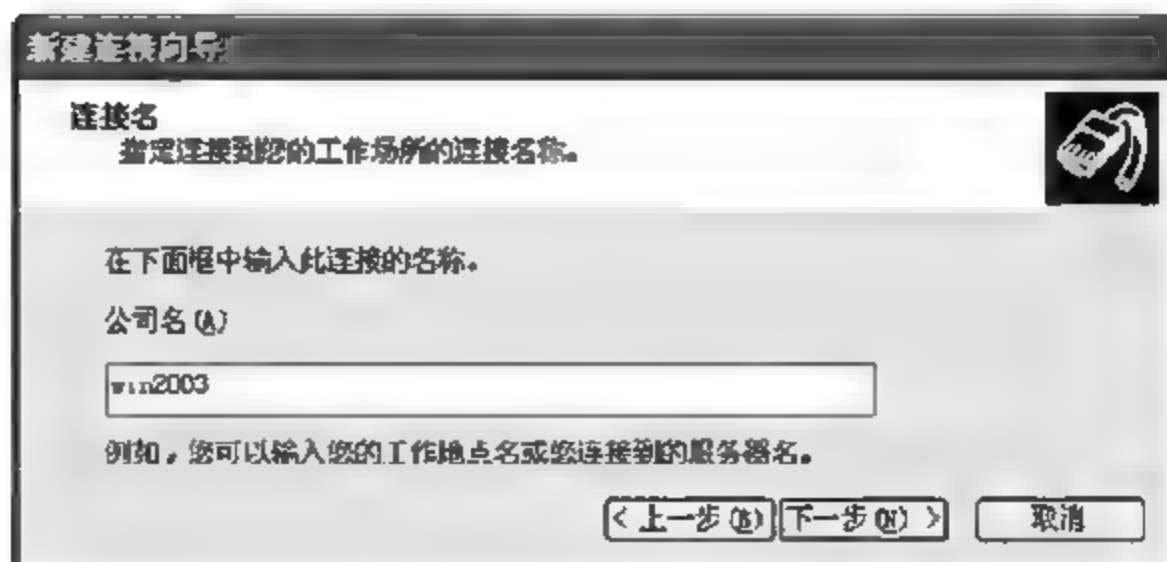 新建连接向导
连接名
指定连接到您的工作场所的连接名称。
在下面框中输入此连接的名称。
公司名(A)
win2003
例如，您可以输入您的工作地点名或您连接到的服务器名。
< 上一步(B) 下一步(N) > 取消